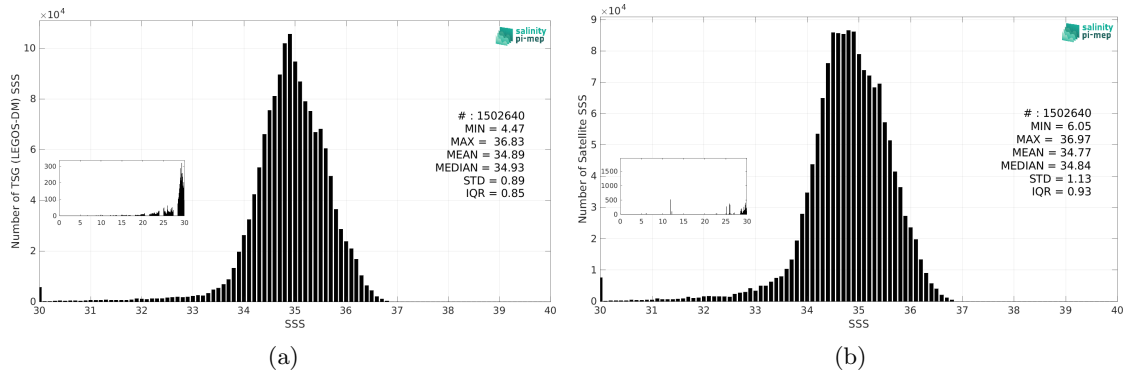 ×10⁴
salinity
pi-mep
Number of TSG (LEGOS-DM) SSS
# : 1502640
MIN = 4.47
MAX = 36.83
MEAN = 34.89
MEDIAN = 34.93
STD = 0.89
IQR = 0.85
10
8
6
4
2
0
300
200
100
0
0 5 10 15 20 25 30
30 31 32 33 34 35 36 37 38 39 40
SSS
(a)
×10⁴
salinity
pi-mep
Number of Satellite SSS
# : 1502640
MIN = 6.05
MAX = 36.97
MEAN = 34.77
MEDIAN = 34.84
STD = 1.13
IQR = 0.93
9
8
7
6
5
4
3
2
1
0
1500
1000
500
0
0 5 10 15 20 25 30
30 31 32 33 34 35 36 37 38 39 40
SSS
(b)